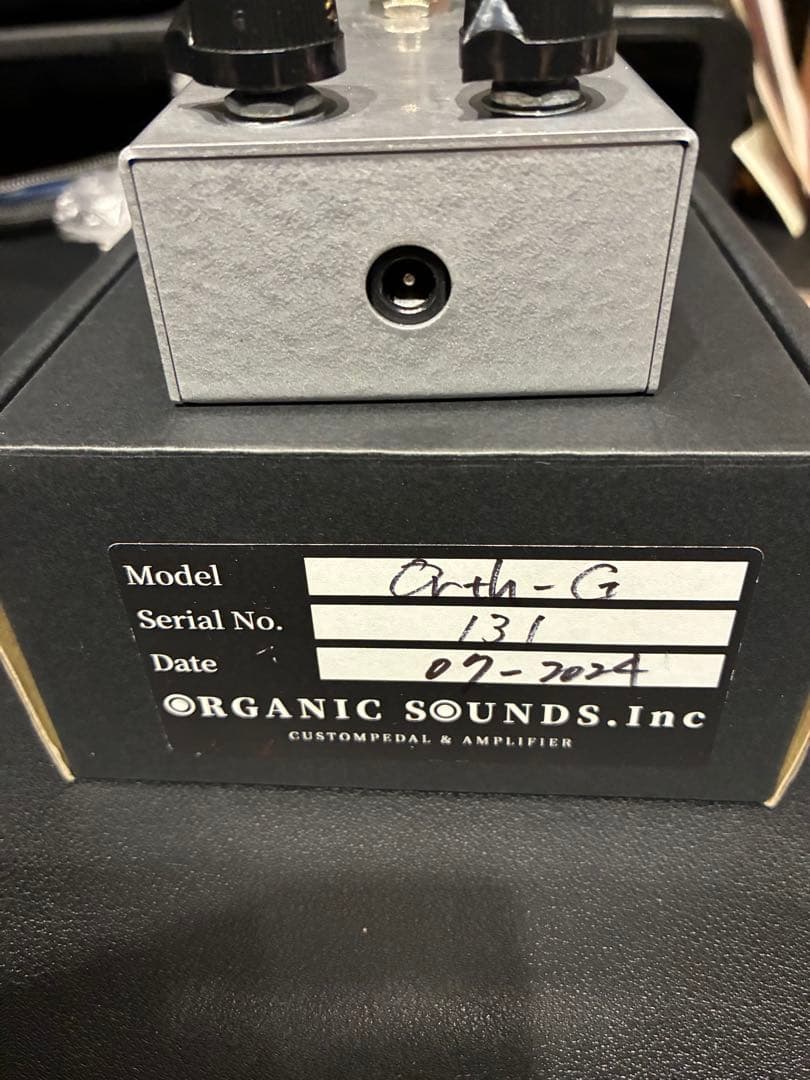 Model Orth-G
Serial No. 131
Date 07-2024
ORGANIC SOUNDS.Inc
CUSTOMPEDAL & AMPLIFIER